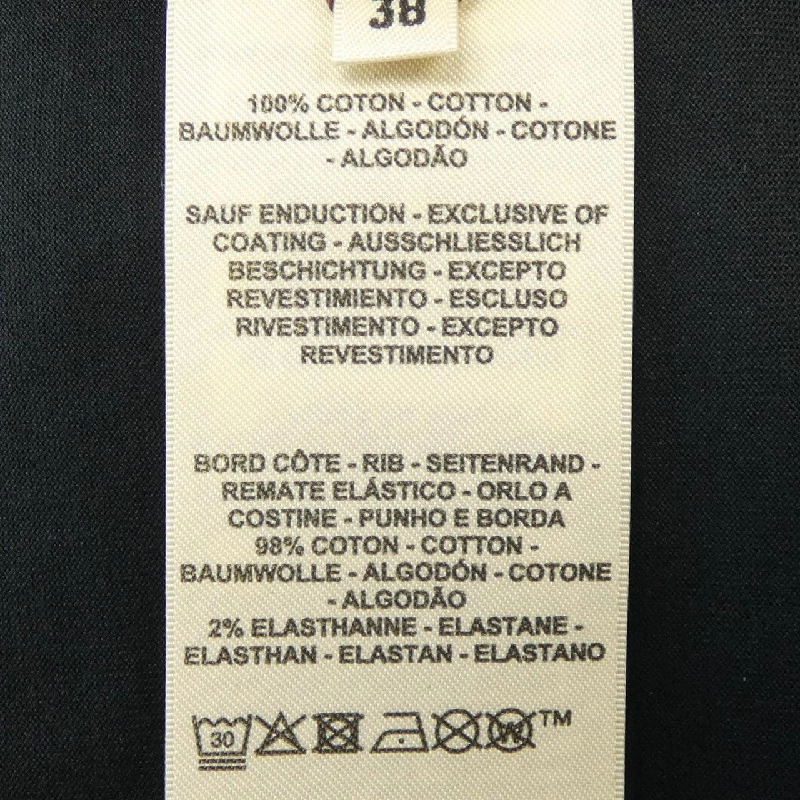 38
100% COTON - COTTON -
BAUMWOLLE - ALGODÓN - COTONE
- ALGODÃO
SAUF ENDUCTION - EXCLUSIVE OF
COATING - AUSSCHLIESSLICH
BESCHICHTUNG - EXCEPTO
REVESTIMIENTO - ESCLUSO
RIVESTIMENTO - EXCEPTO
REVESTIMENTO
BORD CÔTE - RIB - SEITENRAND -
REMATE ELÁSTICO - ORLO A
COSTINE - PUNHO E BORDA
98% COTON - COTTON -
BAUMWOLLE - ALGODÓN - COTONE
- ALGODÃO
2% ELASTHANNE - ELASTANE -
ELASTHAN - ELASTAN - ELASTANO
30 W TM